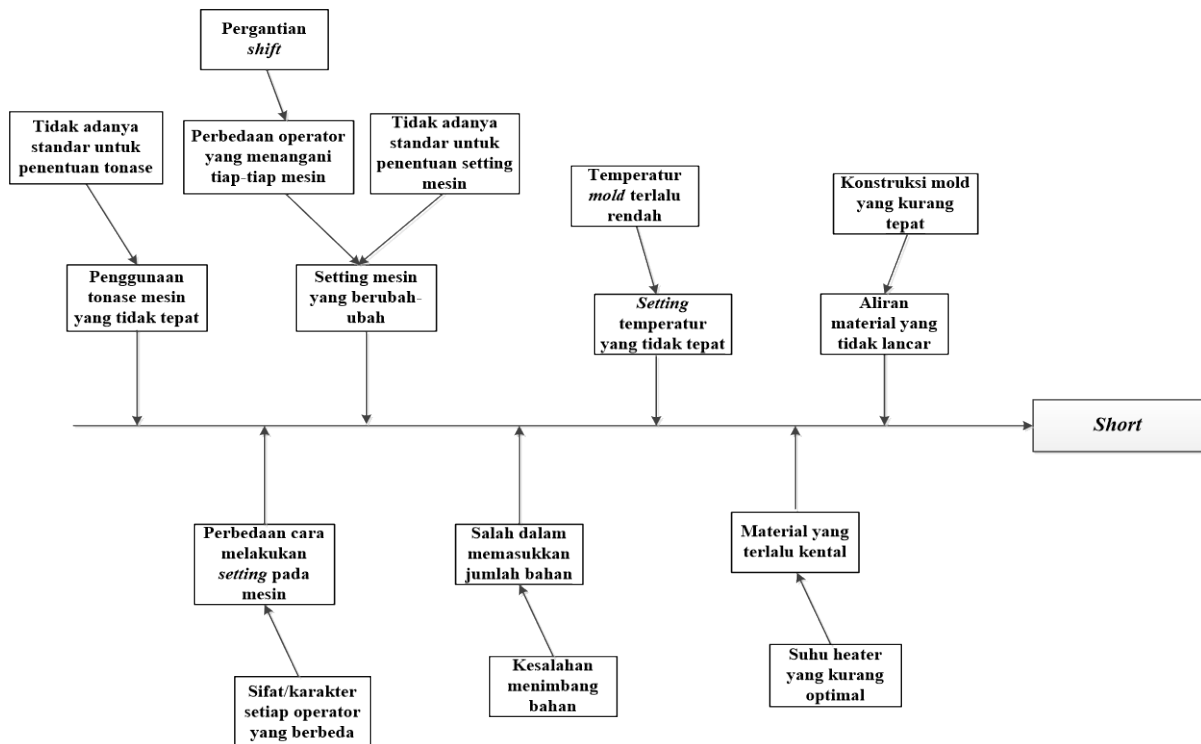 Pergantian
shift
Tidak adanya
standar untuk
penentuan tonase
Perbedaan operator
yang menangani
tiap-tiap mesin
Tidak adanya
standar untuk
penentuan setting
mesin
Temperatur
mold terlalu
rendah
Konstruksi mold
yang kurang
tepat
Penggunaan
tonase mesin
yang tidak tepat
Setting mesin
yang berubah-
ubah
Setting
temperatur
yang tidak tepat
Aliran
material yang
tidak lancar
Short
Perbedaan cara
melakukan
setting pada
mesin
Salah dalam
memasukkan
jumlah bahan
Material yang
terlalu kental
Sifat/karakter
setiap operator
yang berbeda
Kesalahan
menimbang
bahan
Suhu heater
yang kurang
optimal